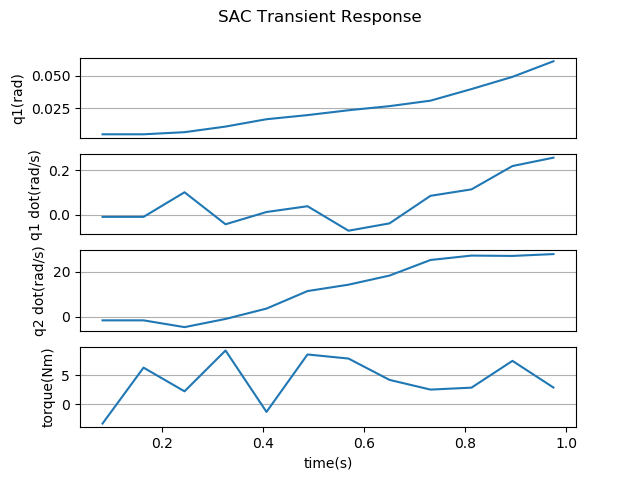 SAC Transient Response
q1(rad)
0.050
0.025
q1 dot(rad/s)
0.2
0.0
q2 dot(rad/s)
20
0
torque(Nm)
5
0
0.2 0.4 0.6 0.8 1.0
time(s)